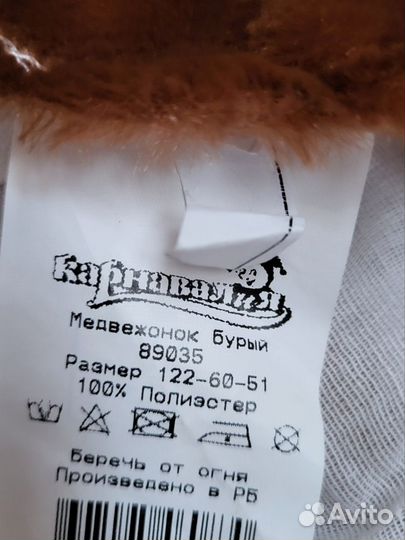 карнавалия
Медвежонок бурый
89035
Размер 122-60-51
100% Полиэстер
Беречь от огня
Произведено в РБ
Avito